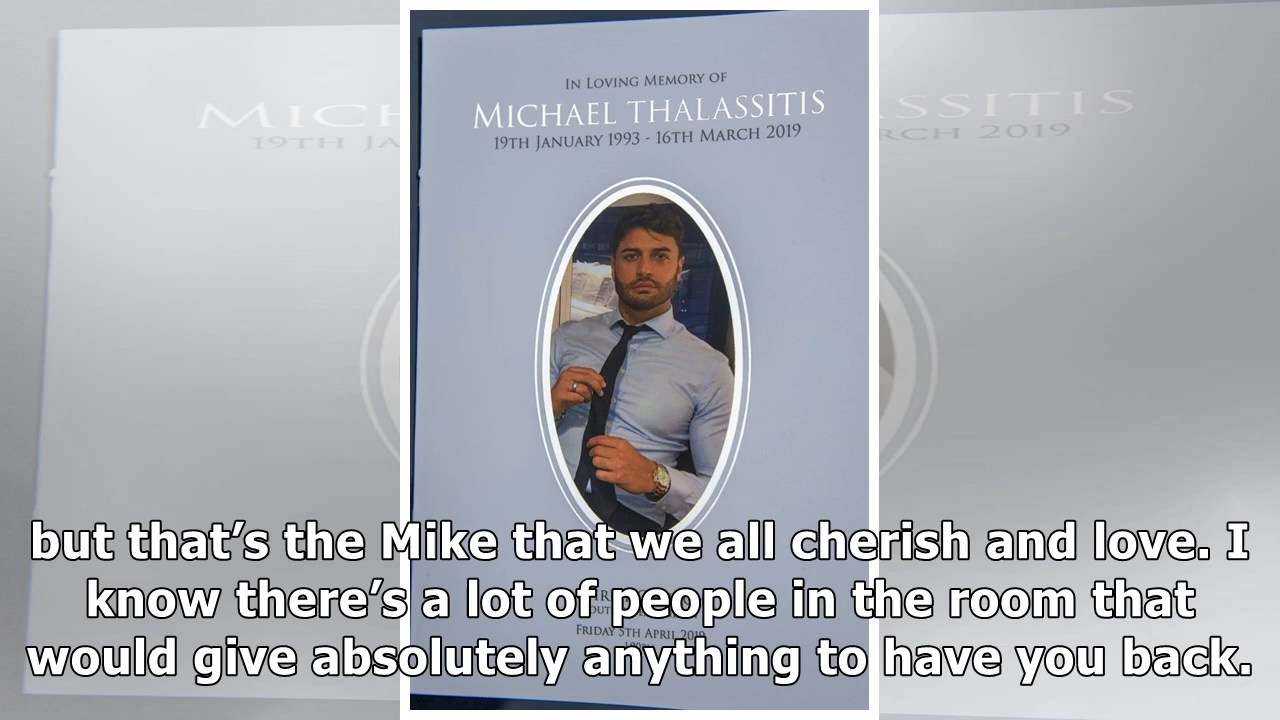 In Loving Memory of
Michael Thalassitis
19th January 1993 - 16th March 2019
but that’s the Mike that we all cherish and love. I
know there’s a lot of people in the room that
Friday 5th April 2019
would give absolutely anything to have you back.